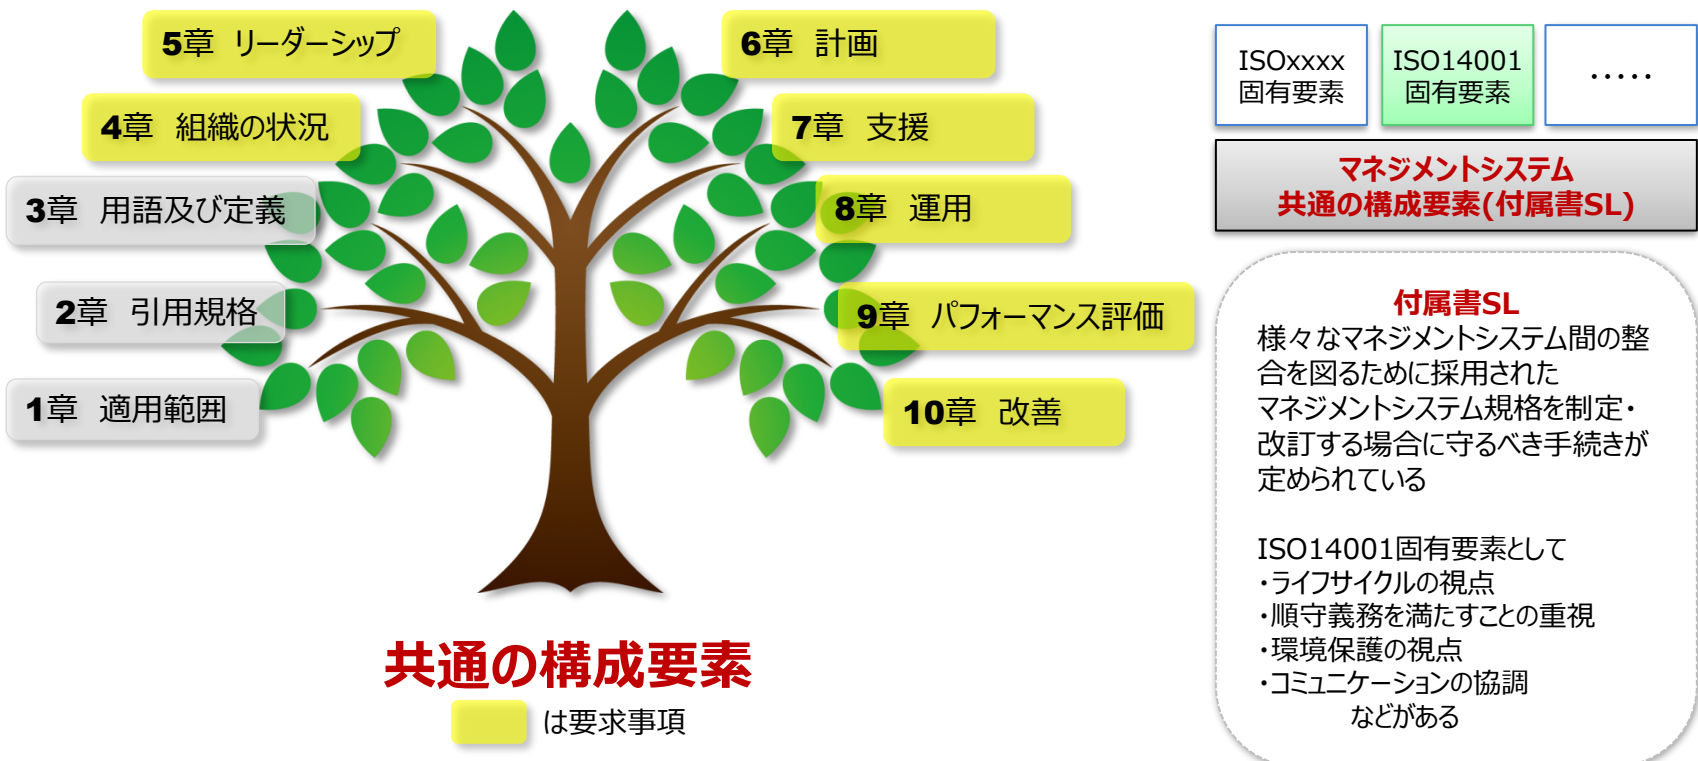 5章 リーダーシップ
4章 組織の状況
3章 用語及び定義
2章 引用規格
1章 適用範囲
6章 計画
7章 支援
8章 運用
9章 パフォーマンス評価
10章 改善
共通の構成要素
は要求事項
ISOxxxx
固有要素
ISO14001
固有要素
‥‥‥
マネジメントシステム
共通の構成要素(付属書SL)
付属書SL
様々なマネジメントシステム間の整
合を図るために採用された
マネジメントシステム規格を制定・
改訂する場合に守るべき手続きが
定められている
ISO14001固有要素として
・ライフサイクルの視点
・順守義務を満たすことの重視
・環境保護の視点
・コミュニケーションの協調
などがある